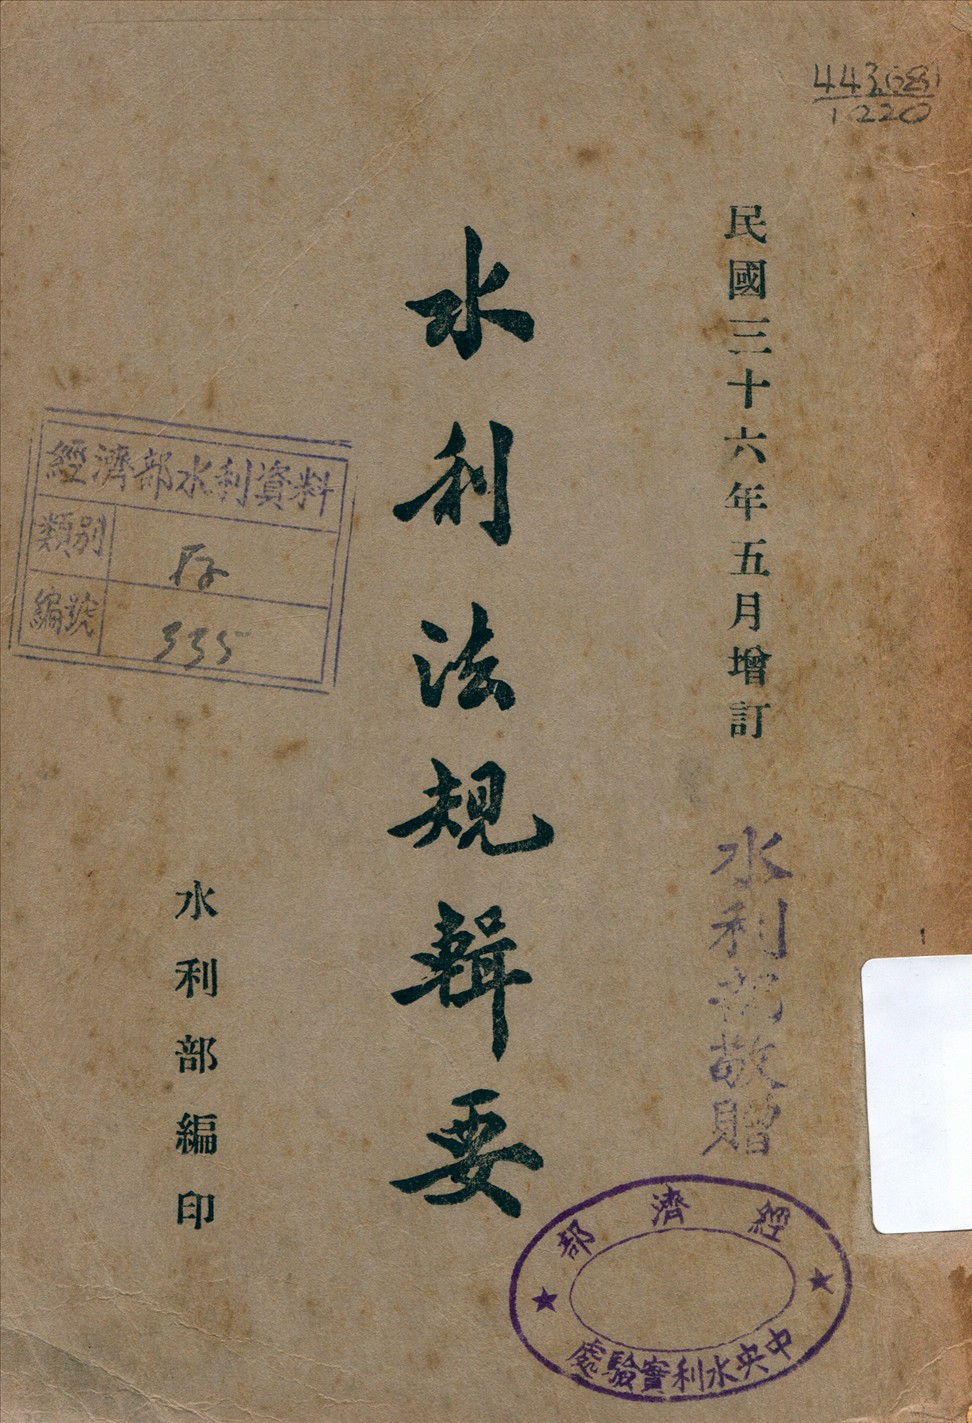 民國三十六年五月增訂
水利法規輯要
水利部編印
水利部敬贈
經濟部
中央水利實驗處
經濟部水利資料
類別
編號 335
1220